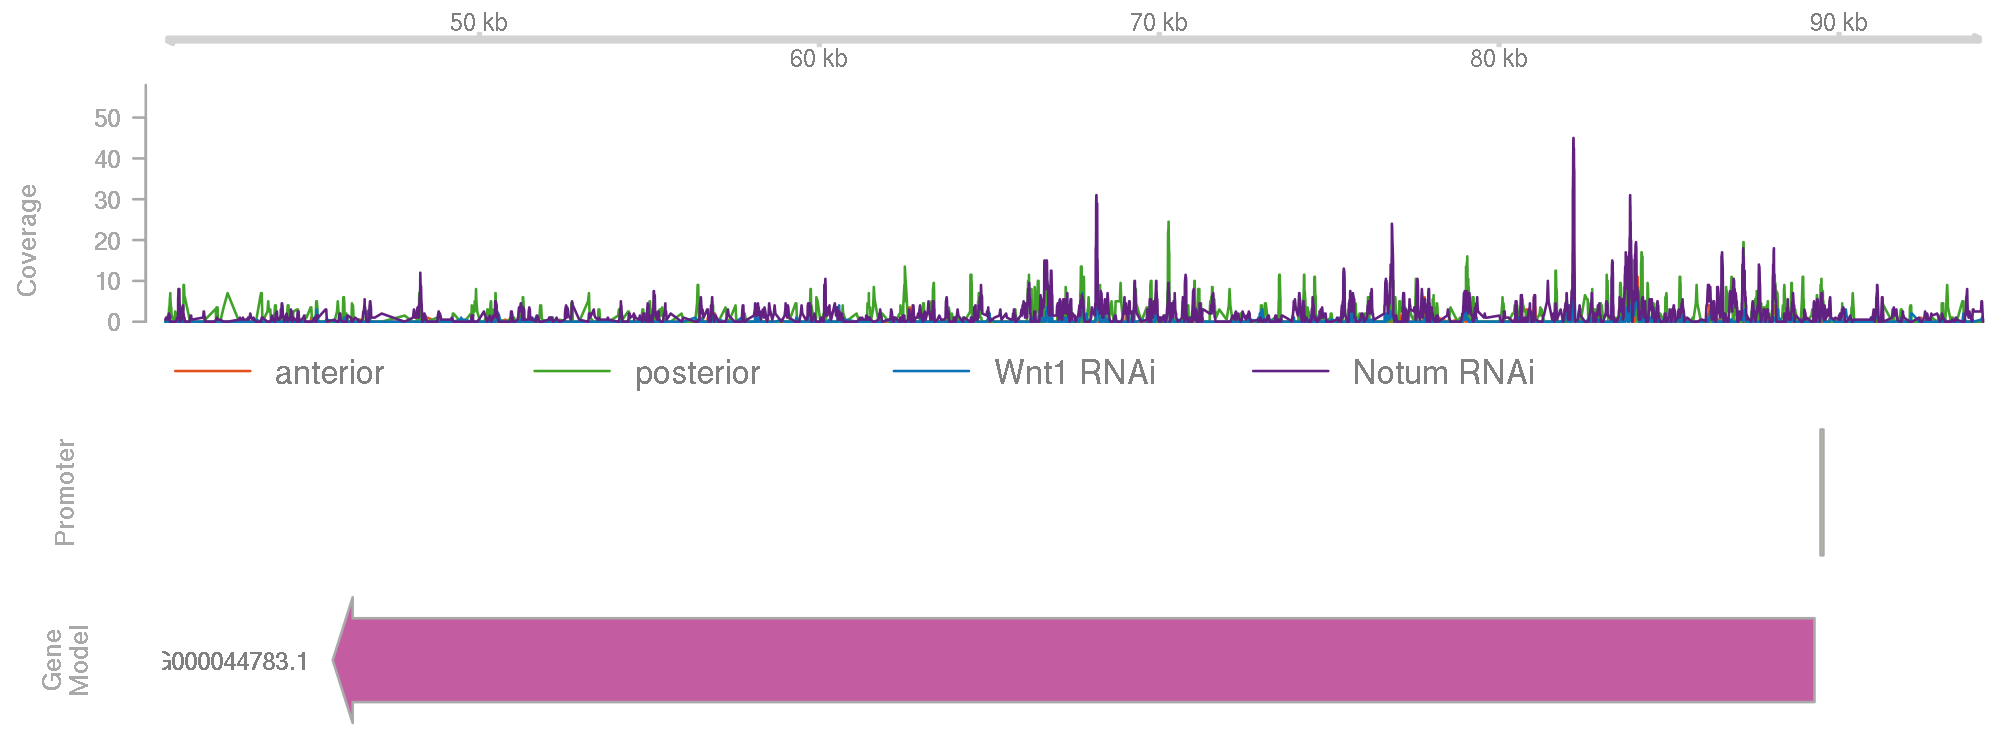 50 kb
70 kb
90 kb
60 kb
80 kb
Coverage
50
40
30
20
10
0
anterior
posterior
Wnt1 RNAi
Notum RNAi
Promoter
Gene
Model
G000044783.1